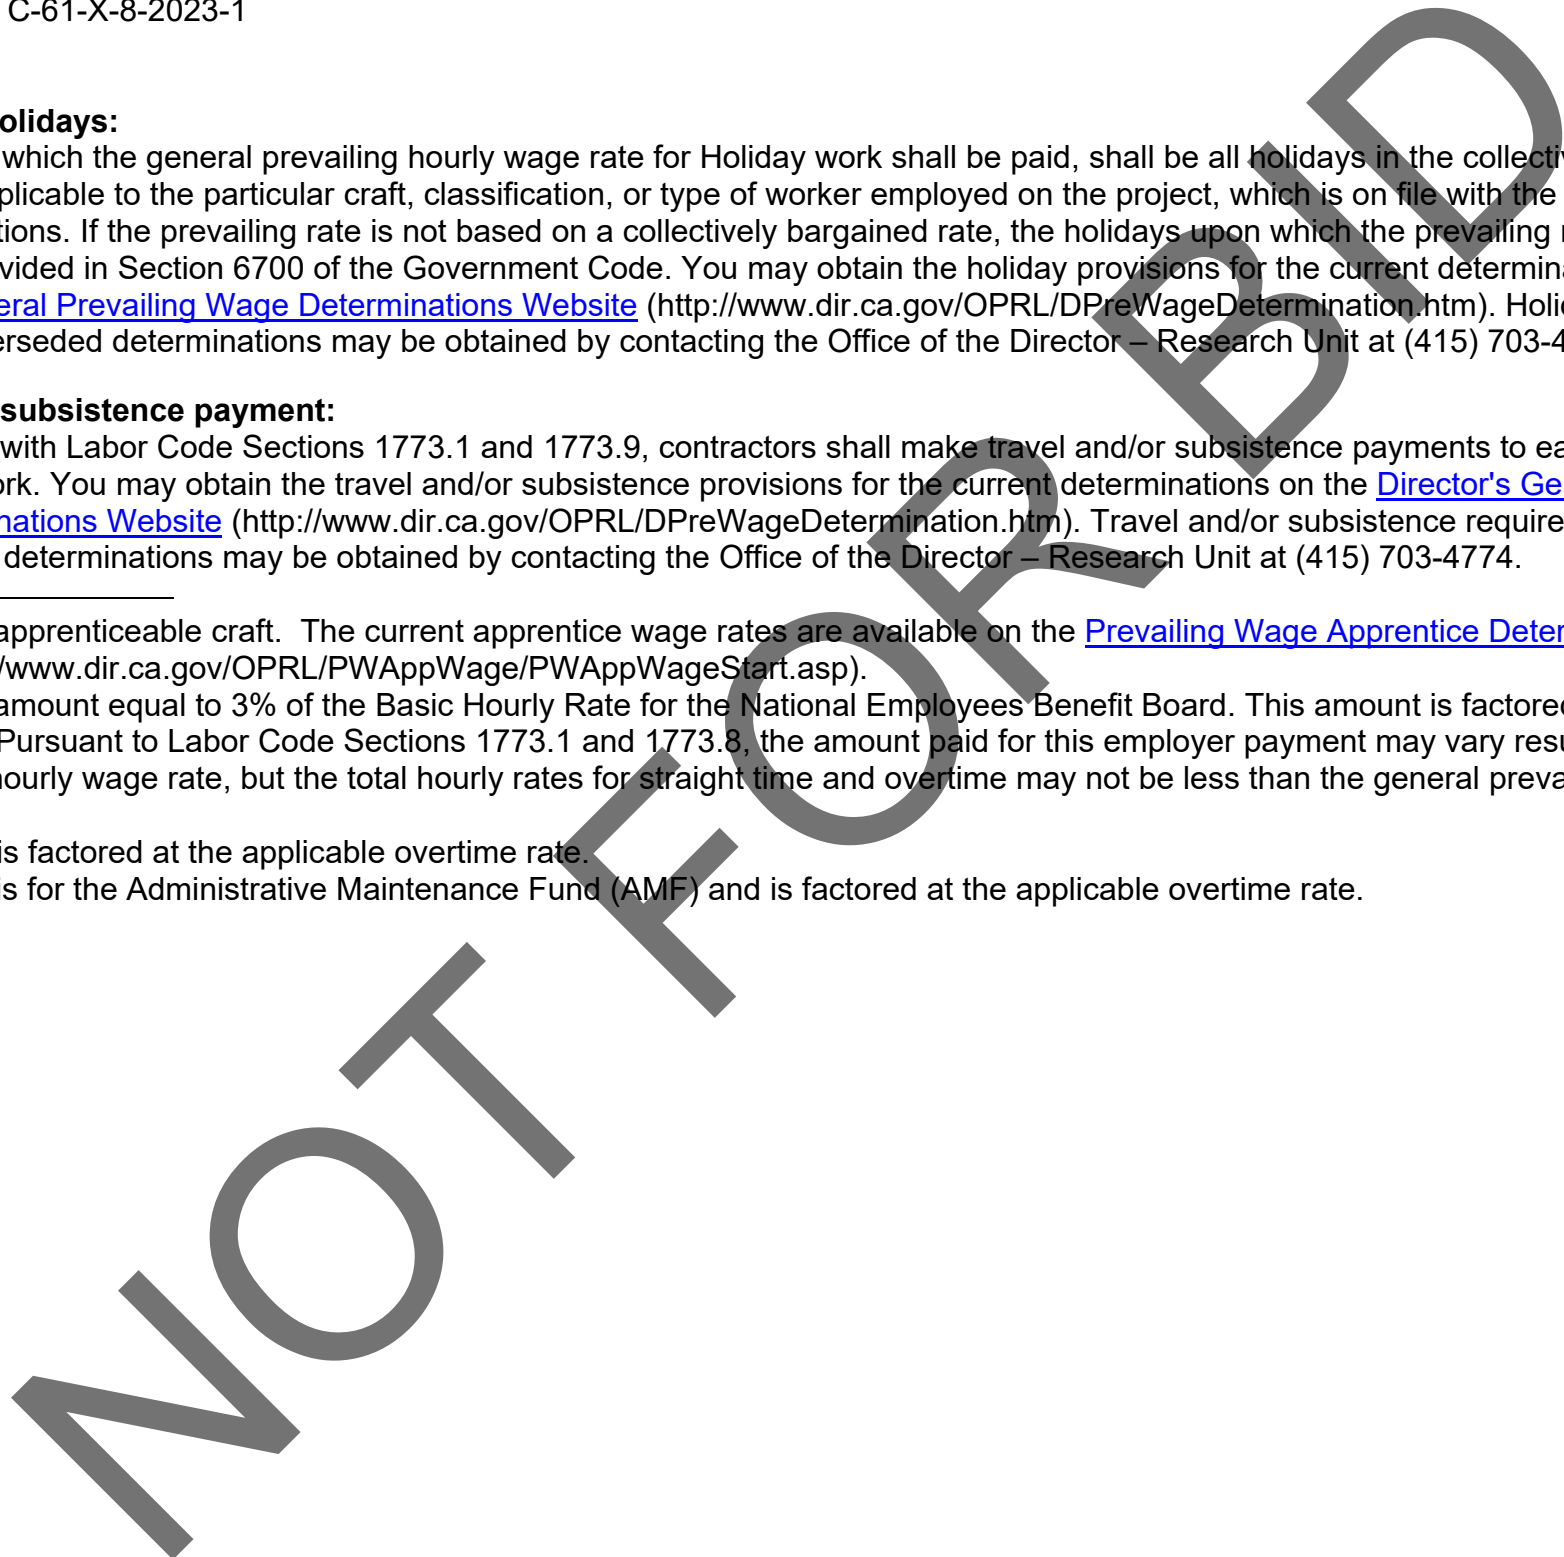 C-61-X-8-2023-1
olidays:
which the general prevailing hourly wage rate for Holiday work shall be paid, shall be all holidays in the collectiv
plicable to the particular craft, classification, or type of worker employed on the project, which is on file with the
tions. If the prevailing rate is not based on a collectively bargained rate, the holidays upon which the prevailing r
vided in Section 6700 of the Government Code. You may obtain the holiday provisions for the current determina
eral Prevailing Wage Determinations Website (http://www.dir.ca.gov/OPRL/DPreWageDetermination.htm). Holid
erseded determinations may be obtained by contacting the Office of the Director – Research Unit at (415) 703-4
subsistence payment:
with Labor Code Sections 1773.1 and 1773.9, contractors shall make travel and/or subsistence payments to ea
ork. You may obtain the travel and/or subsistence provisions for the current determinations on the Director's Ge
nations Website (http://www.dir.ca.gov/OPRL/DPreWageDetermination.htm). Travel and/or subsistence require
determinations may be obtained by contacting the Office of the Director – Research Unit at (415) 703-4774.
apprenticeable craft.  The current apprentice wage rates are available on the Prevailing Wage Apprentice Deter
/www.dir.ca.gov/OPRL/PWAppWage/PWAppWageStart.asp).
amount equal to 3% of the Basic Hourly Rate for the National Employees Benefit Board. This amount is factored
Pursuant to Labor Code Sections 1773.1 and 1773.8, the amount paid for this employer payment may vary resu
hourly wage rate, but the total hourly rates for straight time and overtime may not be less than the general preva
is factored at the applicable overtime rate.
is for the Administrative Maintenance Fund (AMF) and is factored at the applicable overtime rate.
NOT FOR BID